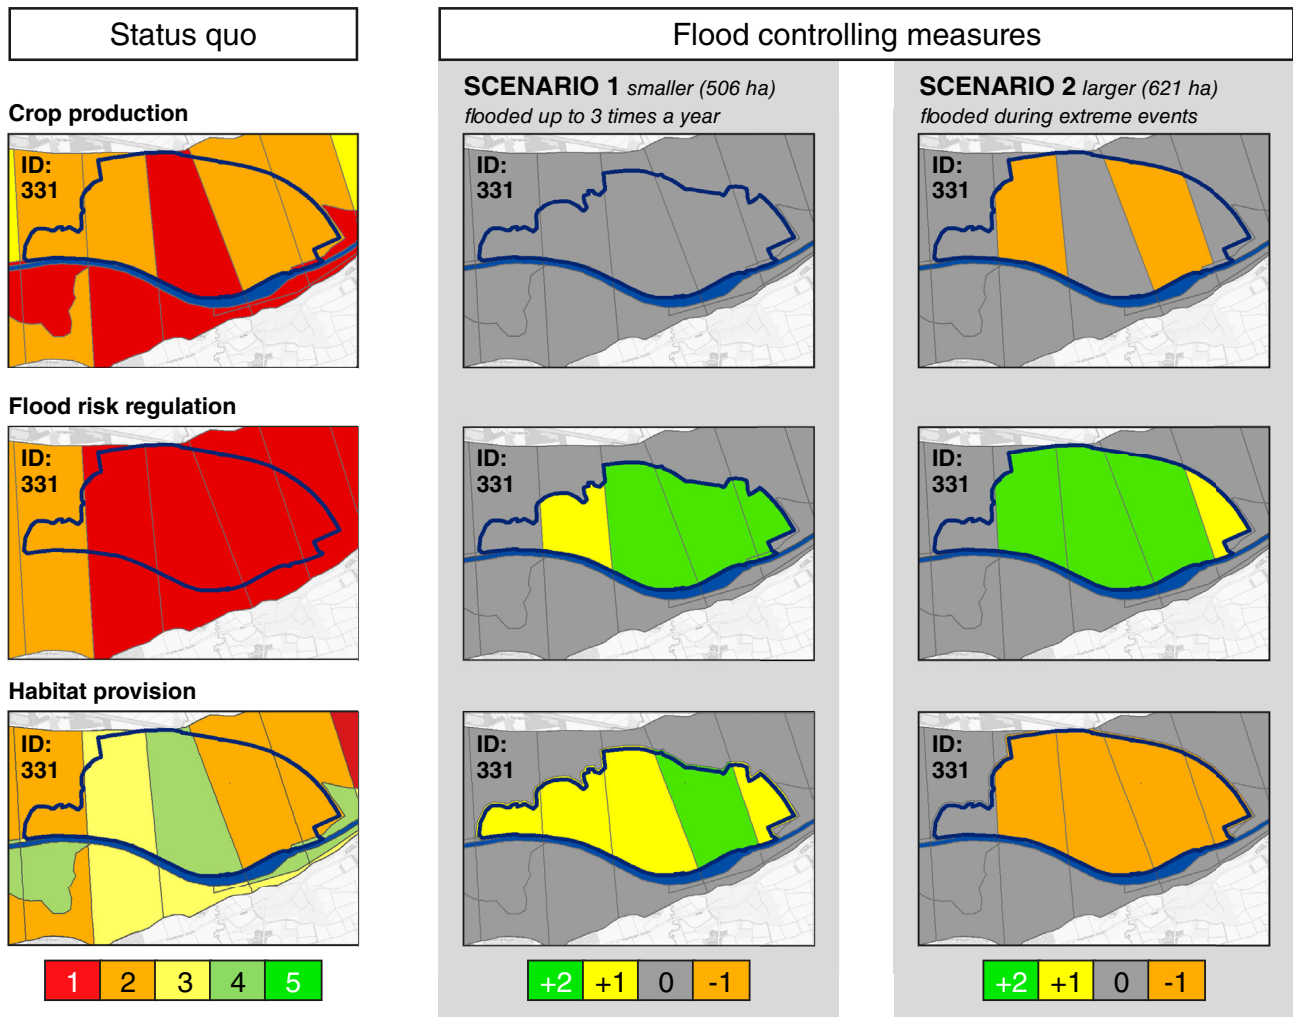 Status quo
Flood controlling measures
SCENARIO 1 smaller (506 ha)
flooded up to 3 times a year
SCENARIO 2 larger (621 ha)
flooded during extreme events
Crop production
ID:
331
ID:
331
ID:
331
Flood risk regulation
ID:
331
ID:
331
ID:
331
Habitat provision
ID:
331
ID:
331
ID:
331
1 2 3 4 5
+2 +1 0 -1
+2 +1 0 -1